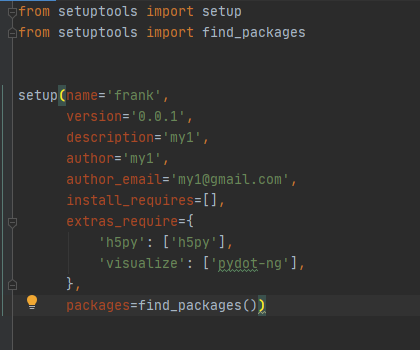 from setuptools import setup
from setuptools import find_packages
setup(name='frank',
version='0.0.1',
description='my1',
author='my1',
author_email='my1@gmail.com',
install_requires=[],
extras_require={
'h5py': ['h5py'],
'visualize': ['pydot-ng'],
},
packages=find_packages())